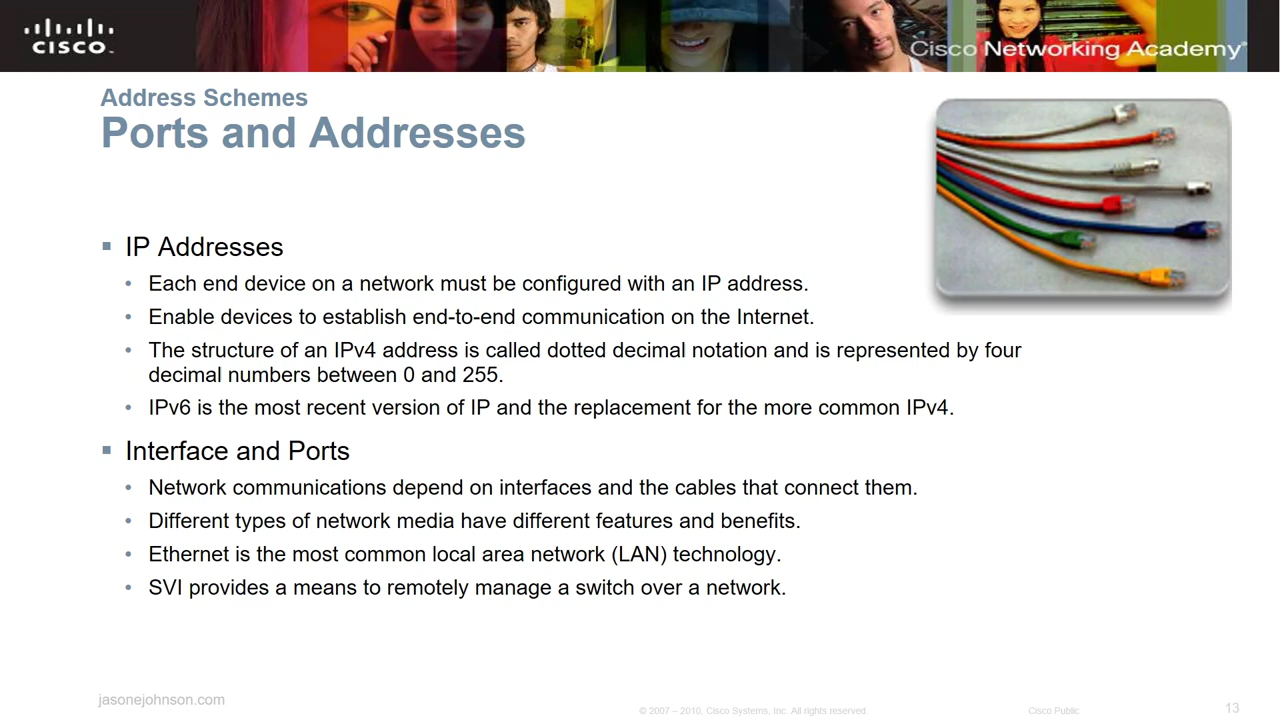 CISCO
Cisco Networking Academy®
Address Schemes
Ports and Addresses
▪ IP Addresses
• Each end device on a network must be configured with an IP address.
• Enable devices to establish end-to-end communication on the Internet.
• The structure of an IPv4 address is called dotted decimal notation and is represented by four
decimal numbers between 0 and 255.
• IPv6 is the most recent version of IP and the replacement for the more common IPv4.
▪ Interface and Ports
• Network communications depend on interfaces and the cables that connect them.
• Different types of network media have different features and benefits.
• Ethernet is the most common local area network (LAN) technology.
• SVI provides a means to remotely manage a switch over a network.
jasonejohnson.com
© 2007 – 2010, Cisco Systems, Inc. All rights reserved.
Cisco Public
13